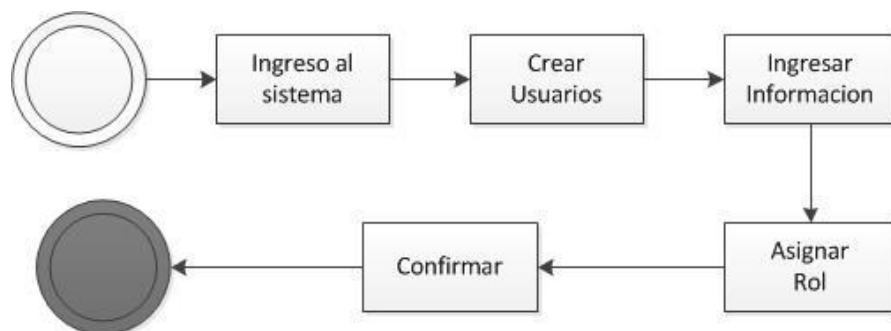 Ingreso al
sistema
Crear
Usuarios
Ingresar
Informacion
Asignar
Rol
Confirmar